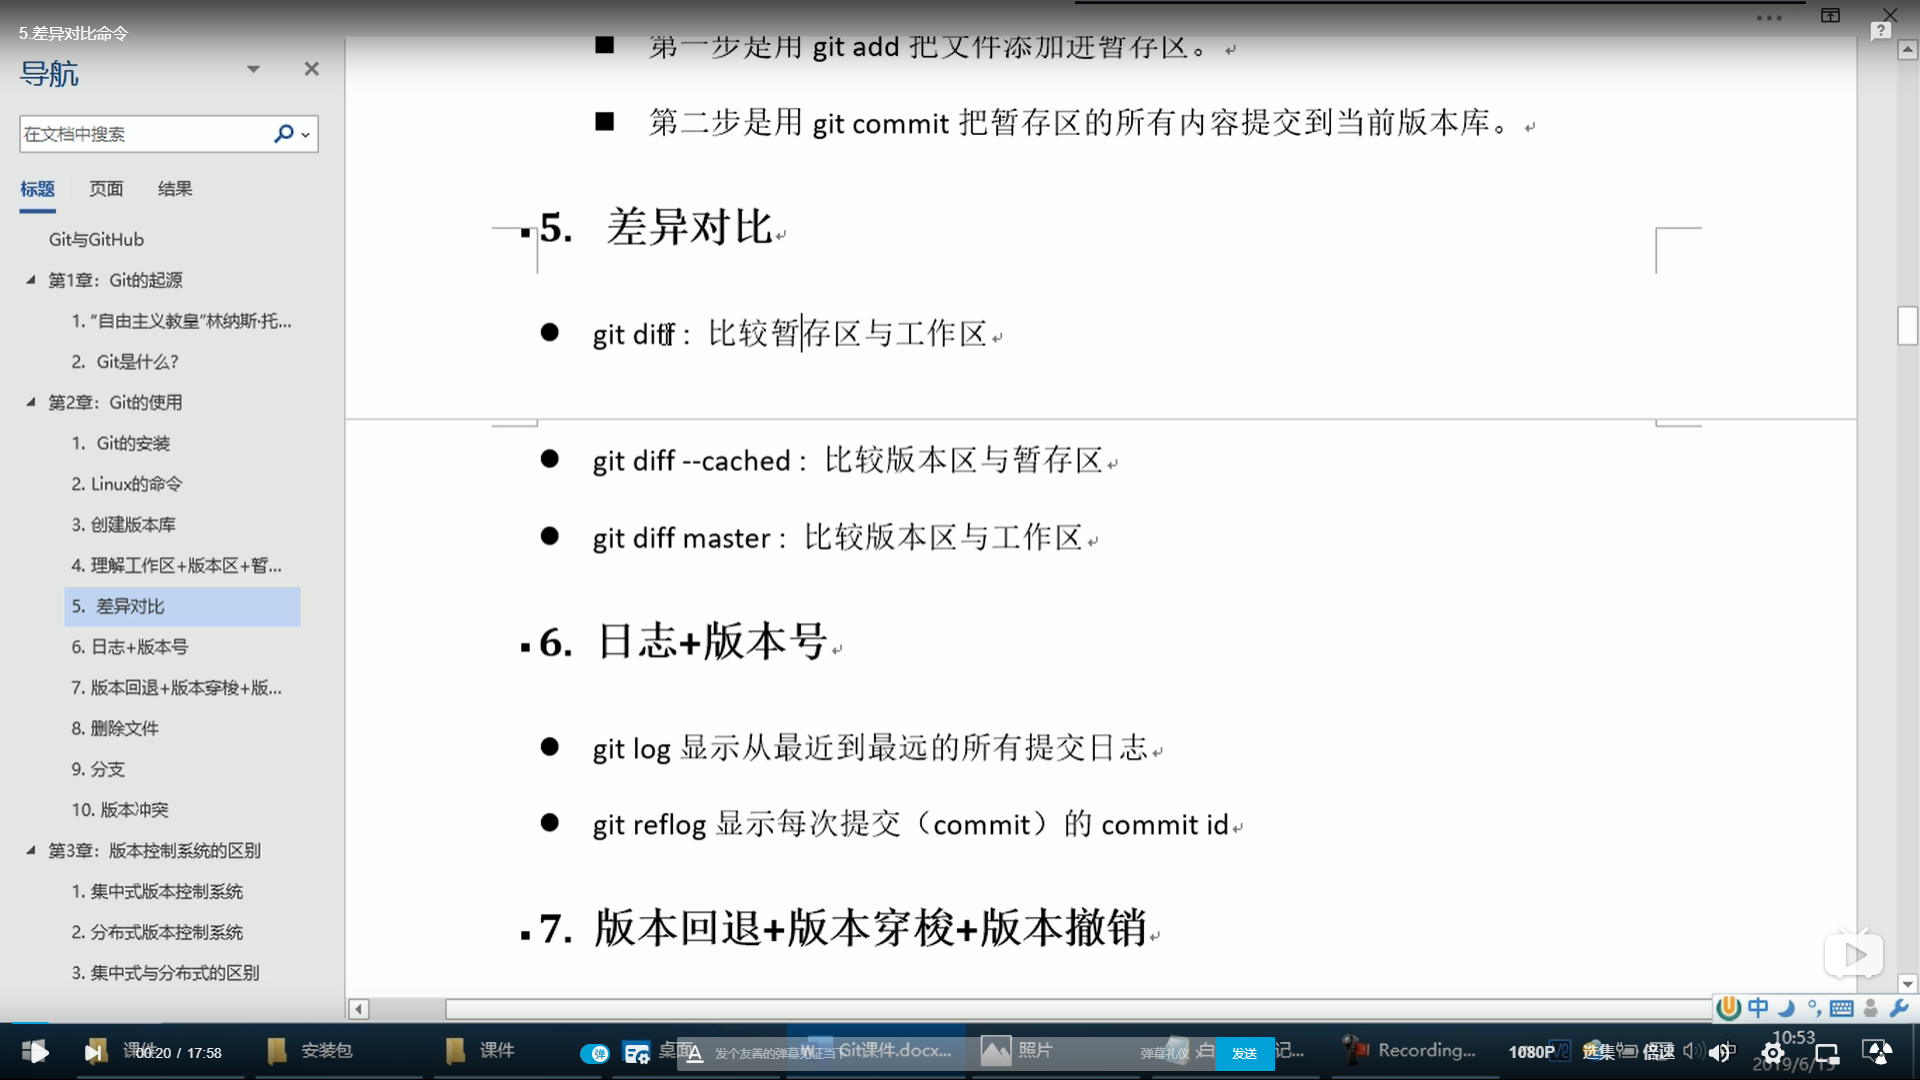 5.差异对比命令
导航
在文档中搜索
标题 页面 结果
Git与GitHub
第1章：Git的起源
1. “自由主义教皇”林纳斯·托...
2. Git是什么？
第2章：Git的使用
1. Git的安装
2. Linux的命令
3. 创建版本库
4. 理解工作区+版本区+暂...
5. 差异对比
6. 日志+版本号
7. 版本回退+版本穿梭+版...
8. 删除文件
9. 分支
10. 版本冲突
第3章：版本控制系统的区别
1. 集中式版本控制系统
2. 分布式版本控制系统
3. 集中式与分布式的区别
第一步是用 git add 把文件添加进暂存区。
第二步是用 git commit 把暂存区的所有内容提交到当前版本库。
5. 差异对比
git diff : 比较暂存区与工作区
git diff --cached : 比较版本区与暂存区
git diff master : 比较版本区与工作区
6. 日志+版本号
git log 显示从最近到最远的所有提交日志
git reflog 显示每次提交（commit）的 commit id
7. 版本回退+版本穿梭+版本撤销
中
课件
00:20 / 17:58
安装包
课件
弹
桌面
发个友善的弹幕见证当下
Git课件.docx...
照片
弹幕礼仪
发送
Recording...
1080P
选集
倍速
10:53